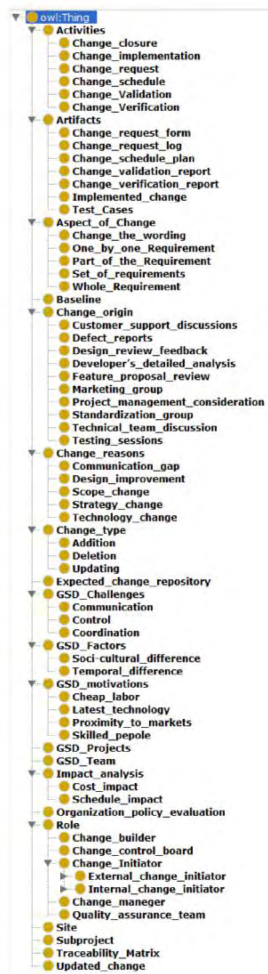 owl:Thing
Activities
Change_closure
Change_implementation
Change_request
Change_schedule
Change_Validation
Change_Verification
Artifacts
Change_request_form
Change_request_log
Change_schedule_plan
Change_validation_report
Change_verification_report
Implemented_change
Test_Cases
Aspect_of_Change
Change_the_wording
One_by_one_Requirement
Part_of_the_Requirement
Set_of_requirements
Whole_Requirement
Baseline
Change_origin
Customer_support_discussions
Defect_reports
Design_review_feedback
Developer's_detailed_analysis
Feature_proposal_review
Marketing_group
Project_management_consideration
Standardization_group
Technical_team_discussion
Testing_sessions
Change_reasons
Communication_gap
Design_improvement
Scope_change
Strategy_change
Technology_change
Change_type
Addition
Deletion
Updating
Expected_change_repository
GSD_Challenges
Communication
Control
Coordination
GSD_Factors
Soci-cultural_difference
Temporal_difference
GSD_motivations
Cheap_labor
Latest_technology
Proximity_to_markets
Skilled_pepole
GSD_Projects
GSD_Team
Impact_analysis
Cost_impact
Schedule_impact
Organization_policy_evaluation
Role
Change_builder
Change_control_board
Change_Initiator
External_change_initiator
Internal_change_initiator
Change_maneger
Quality_assurance_team
Site
Subproject
Traceability_Matrix
Updated_change